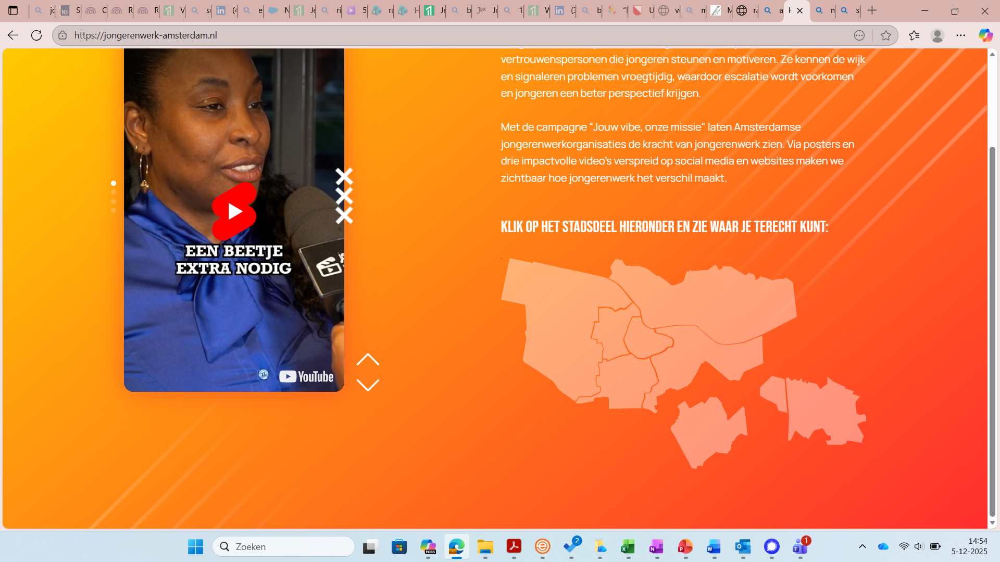 https://jongerenwerk-amsterdam.nl
vertrouwenspersonen die jongeren steunen en motiveren. Ze kennen de wijk
en signaleren problemen vroegtijdig, waardoor escalatie wordt voorkomen
en jongeren een beter perspectief krijgen.
Met de campagne "Jouw vibe, onze missie" laten Amsterdamse
jongerenwerkorganisaties de kracht van jongerenwerk zien. Via posters en
drie impactvolle video's verspreid op social media en websites maken we
zichtbaar hoe jongerenwerk het verschil maakt.
KLIK OP HET STADSDEEL HIERONDER EN ZIE WAAR JE TERECHT KUNT:
EEN BEETJE
EXTRA NODIG
YouTube
Zoeken
M365
2
1
14:54
5-12-2025